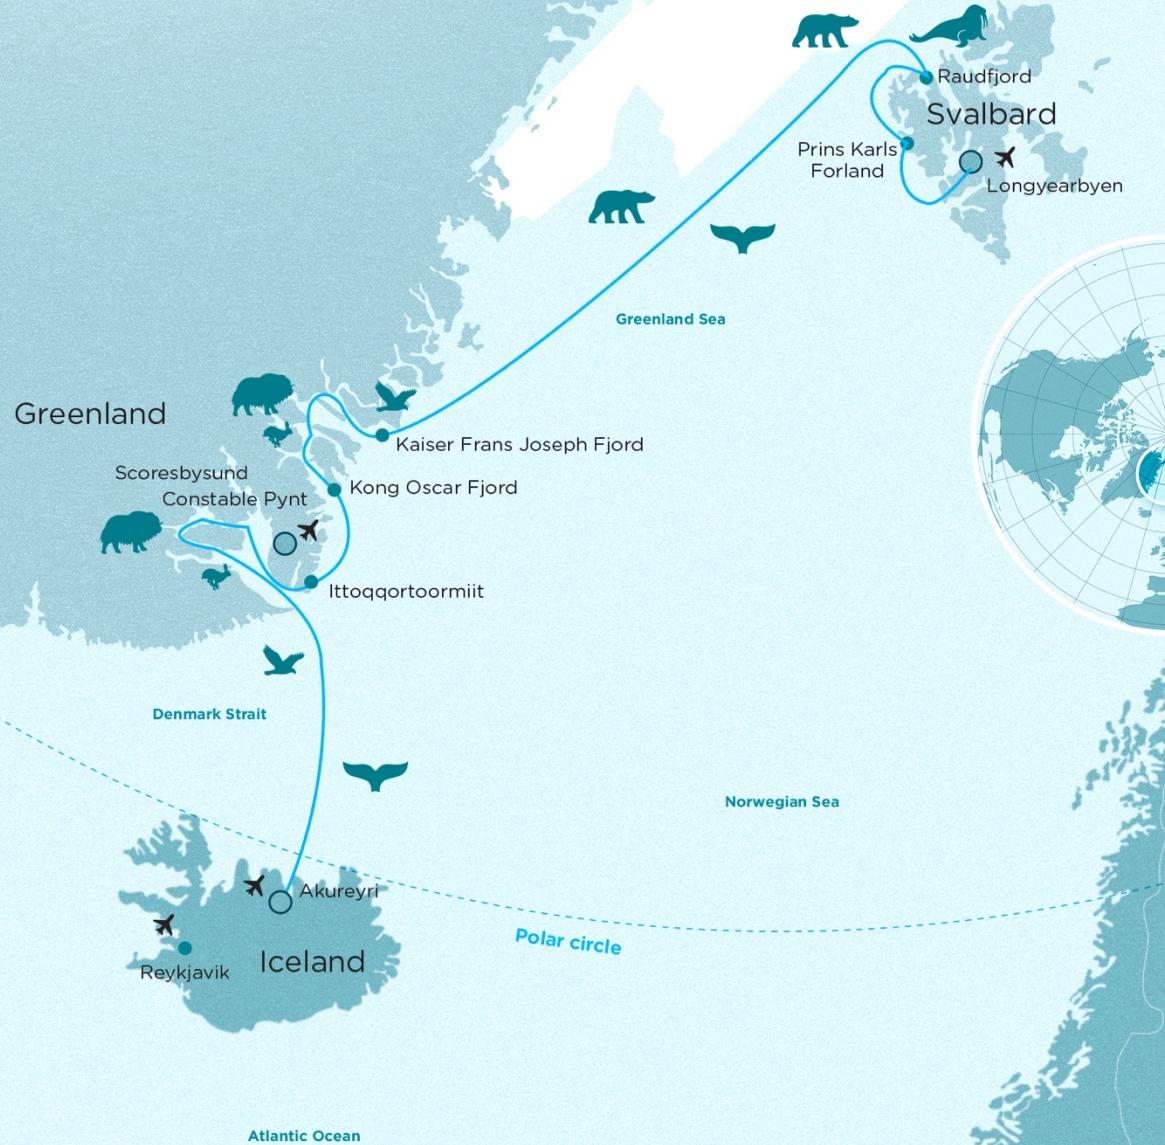 Raudfjord
Svalbard
Prins Karls
Forland
Longyearbyen
Greenland Sea
Greenland
Kaiser Frans Joseph Fjord
Scoresbysund
Kong Oscar Fjord
Constable Pynt
Ittoqqortoormiit
Denmark Strait
Norwegian Sea
Akureyri
Polar circle
Iceland
Reykjavik
Atlantic Ocean